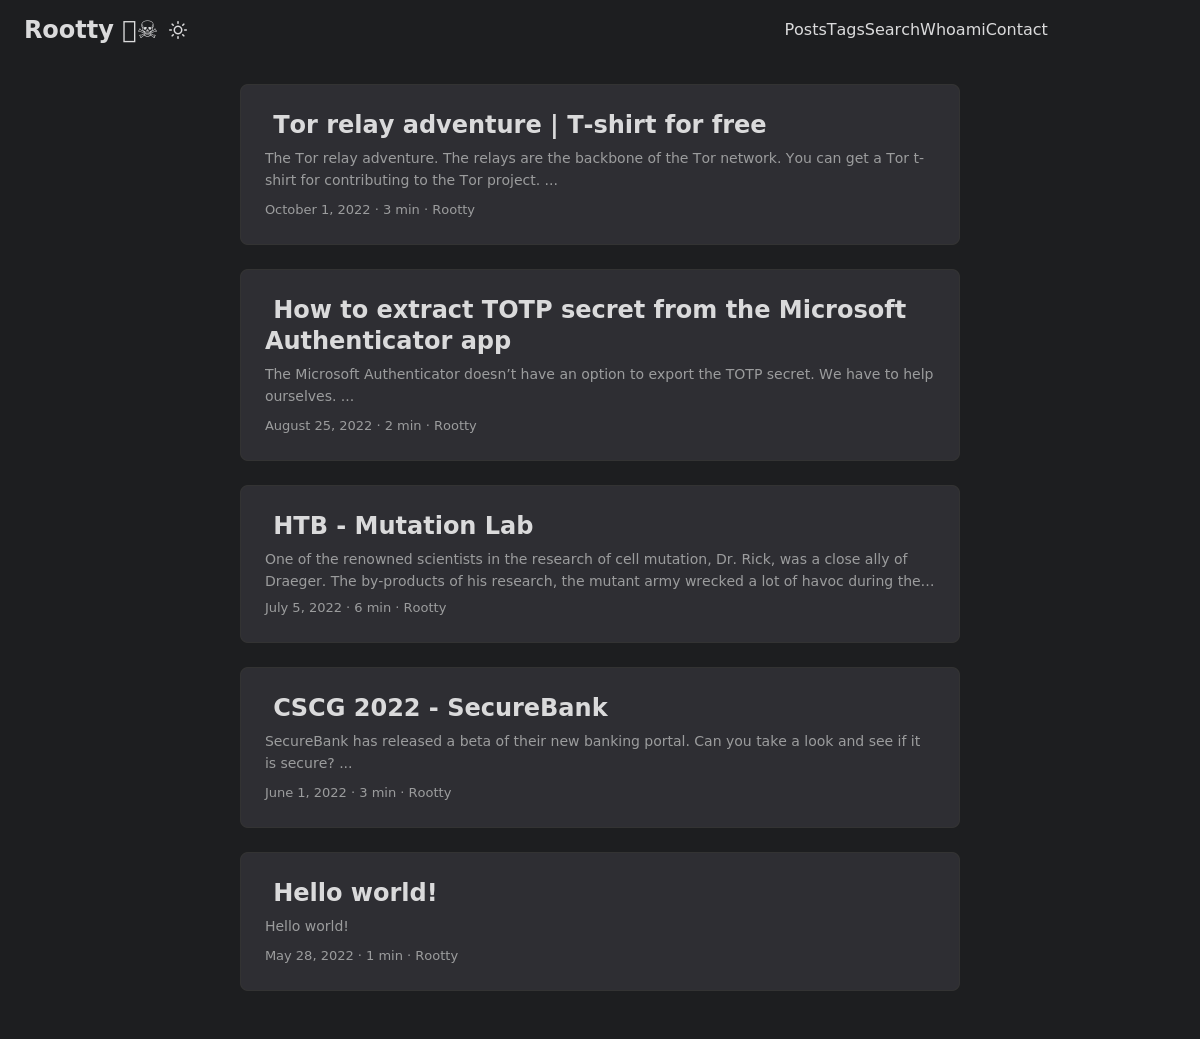 Rootty ☠
Posts Tags Search Whoami Contact
Tor relay adventure | T-shirt for free
The Tor relay adventure. The relays are the backbone of the Tor network. You can get a Tor t-
shirt for contributing to the Tor project. ...
October 1, 2022 · 3 min · Rootty
How to extract TOTP secret from the Microsoft
Authenticator app
The Microsoft Authenticator doesn’t have an option to export the TOTP secret. We have to help
ourselves. ...
August 25, 2022 · 2 min · Rootty
HTB - Mutation Lab
One of the renowned scientists in the research of cell mutation, Dr. Rick, was a close ally of
Draeger. The by-products of his research, the mutant army wrecked a lot of havoc during the...
July 5, 2022 · 6 min · Rootty
CSCG 2022 - SecureBank
SecureBank has released a beta of their new banking portal. Can you take a look and see if it
is secure? ...
June 1, 2022 · 3 min · Rootty
Hello world!
Hello world!
May 28, 2022 · 1 min · Rootty